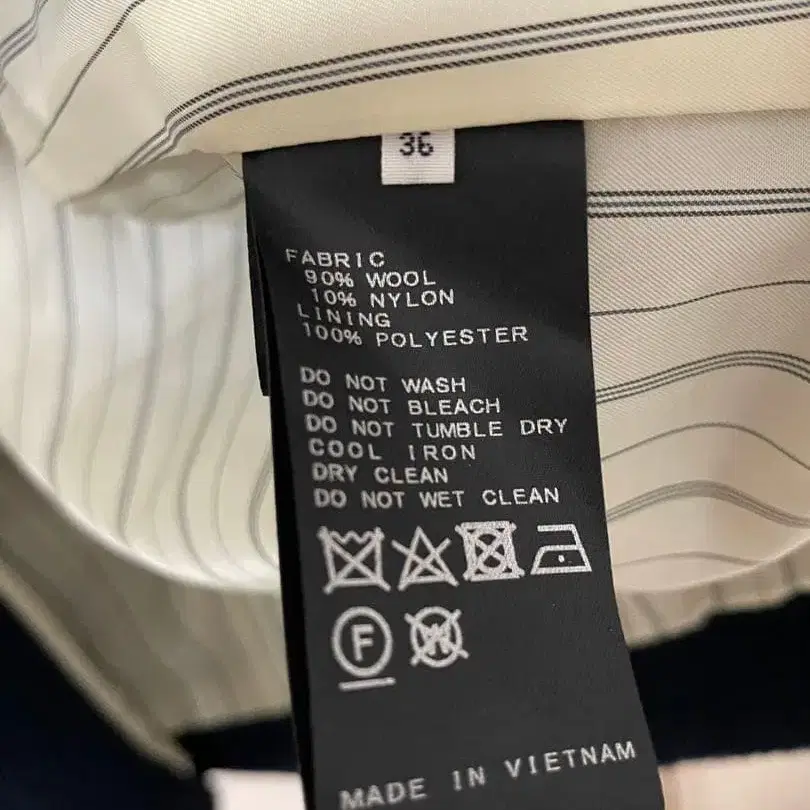 36
FABRIC
90% WOOL
10% NYLON
LINING
100% POLYESTER
DO NOT WASH
DO NOT BLEACH
DO NOT TUMBLE DRY
COOL IRON
DRY CLEAN
DO NOT WET CLEAN
F W
MADE IN VIETNAM